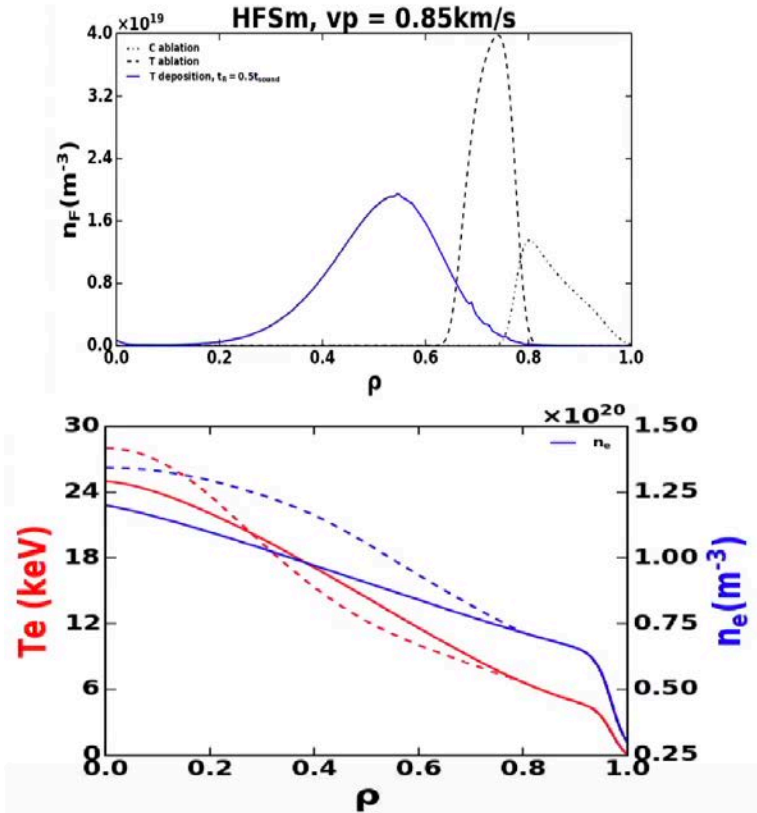 HFSm, vp = 0.85km/s
×10¹⁹
4.0
3.2
2.4
1.6
0.8
0.0
n_F(m⁻³)
C ablation
T ablation
T deposition, t_R = 0.5t_sound
0.0 0.2 0.4 0.6 0.8 1.0
ρ
×10²⁰
30
24
18
12
6
0
Te (keV)
n_e
1.50
1.25
1.00
0.75
0.50
0.25
n_e(m⁻³)
0.0 0.2 0.4 0.6 0.8 1.0
ρ